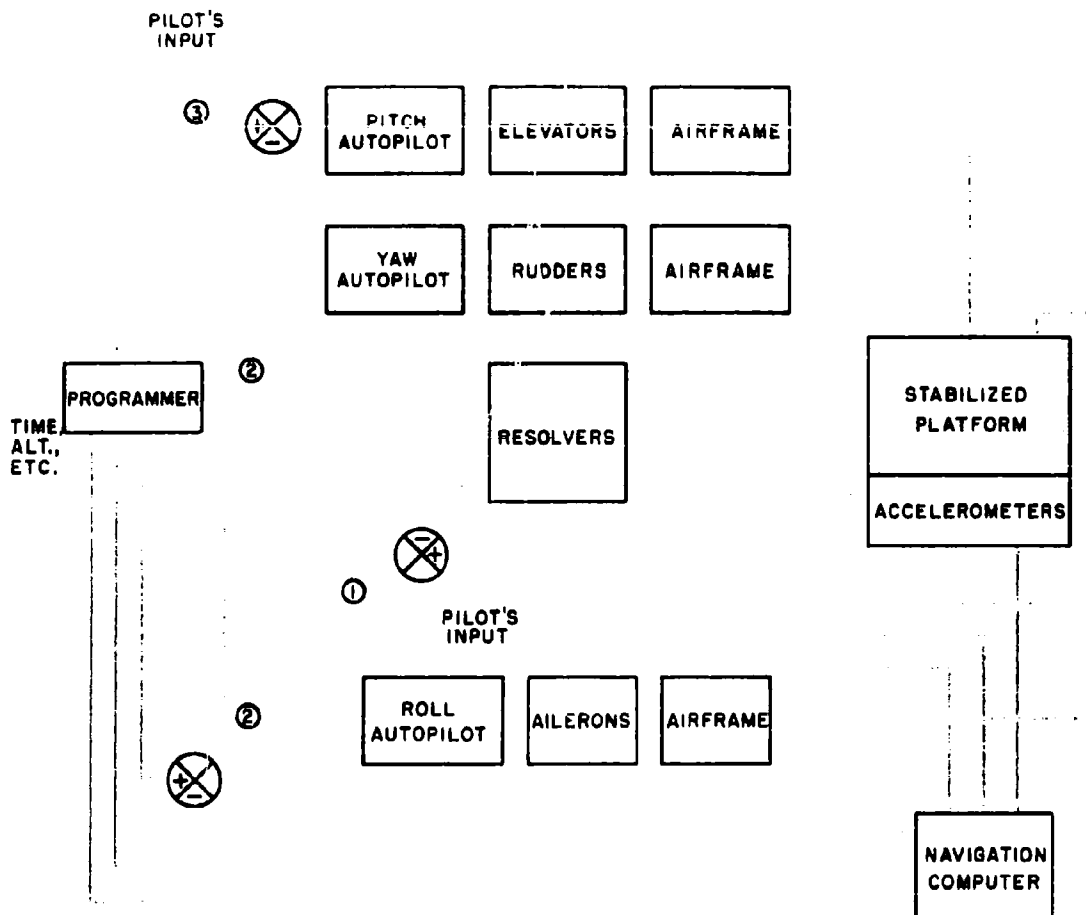 PILOT'S
INPUT
③
+
−
PITCH
AUTOPILOT
ELEVATORS
AIRFRAME
YAW
AUTOPILOT
RUDDERS
AIRFRAME
②
PROGRAMMER
TIME,
ALT.,
ETC.
RESOLVERS
STABILIZED
PLATFORM
ACCELEROMETERS
−
+
①
PILOT'S
INPUT
②
ROLL
AUTOPILOT
AILERONS
AIRFRAME
+
−
NAVIGATION
COMPUTER